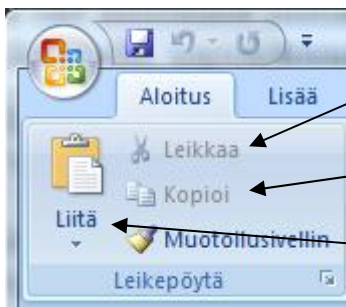 Aloitus Lisää
Leikkaa
Kopioi
Liitä
Muotoilusivellin
Leikepöytä